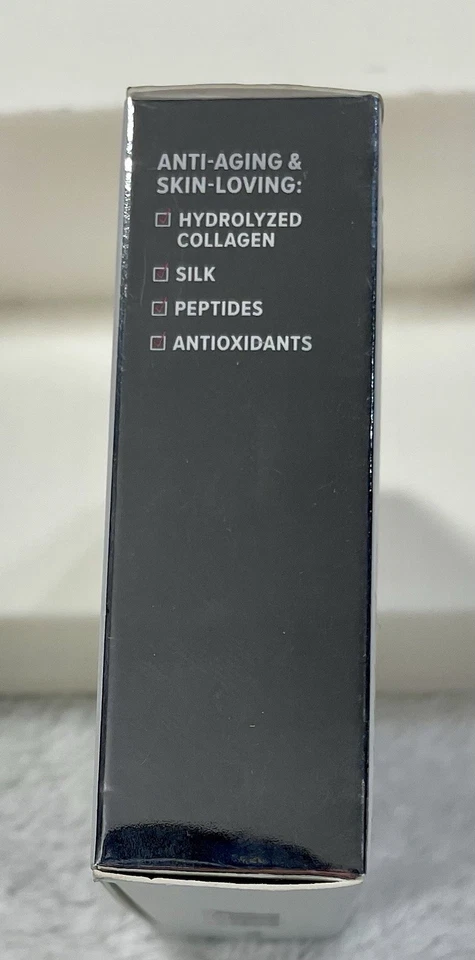 ANTI-AGING &
SKIN-LOVING:
☑ HYDROLYZED
COLLAGEN
☑ SILK
☑ PEPTIDES
☑ ANTIOXIDANTS